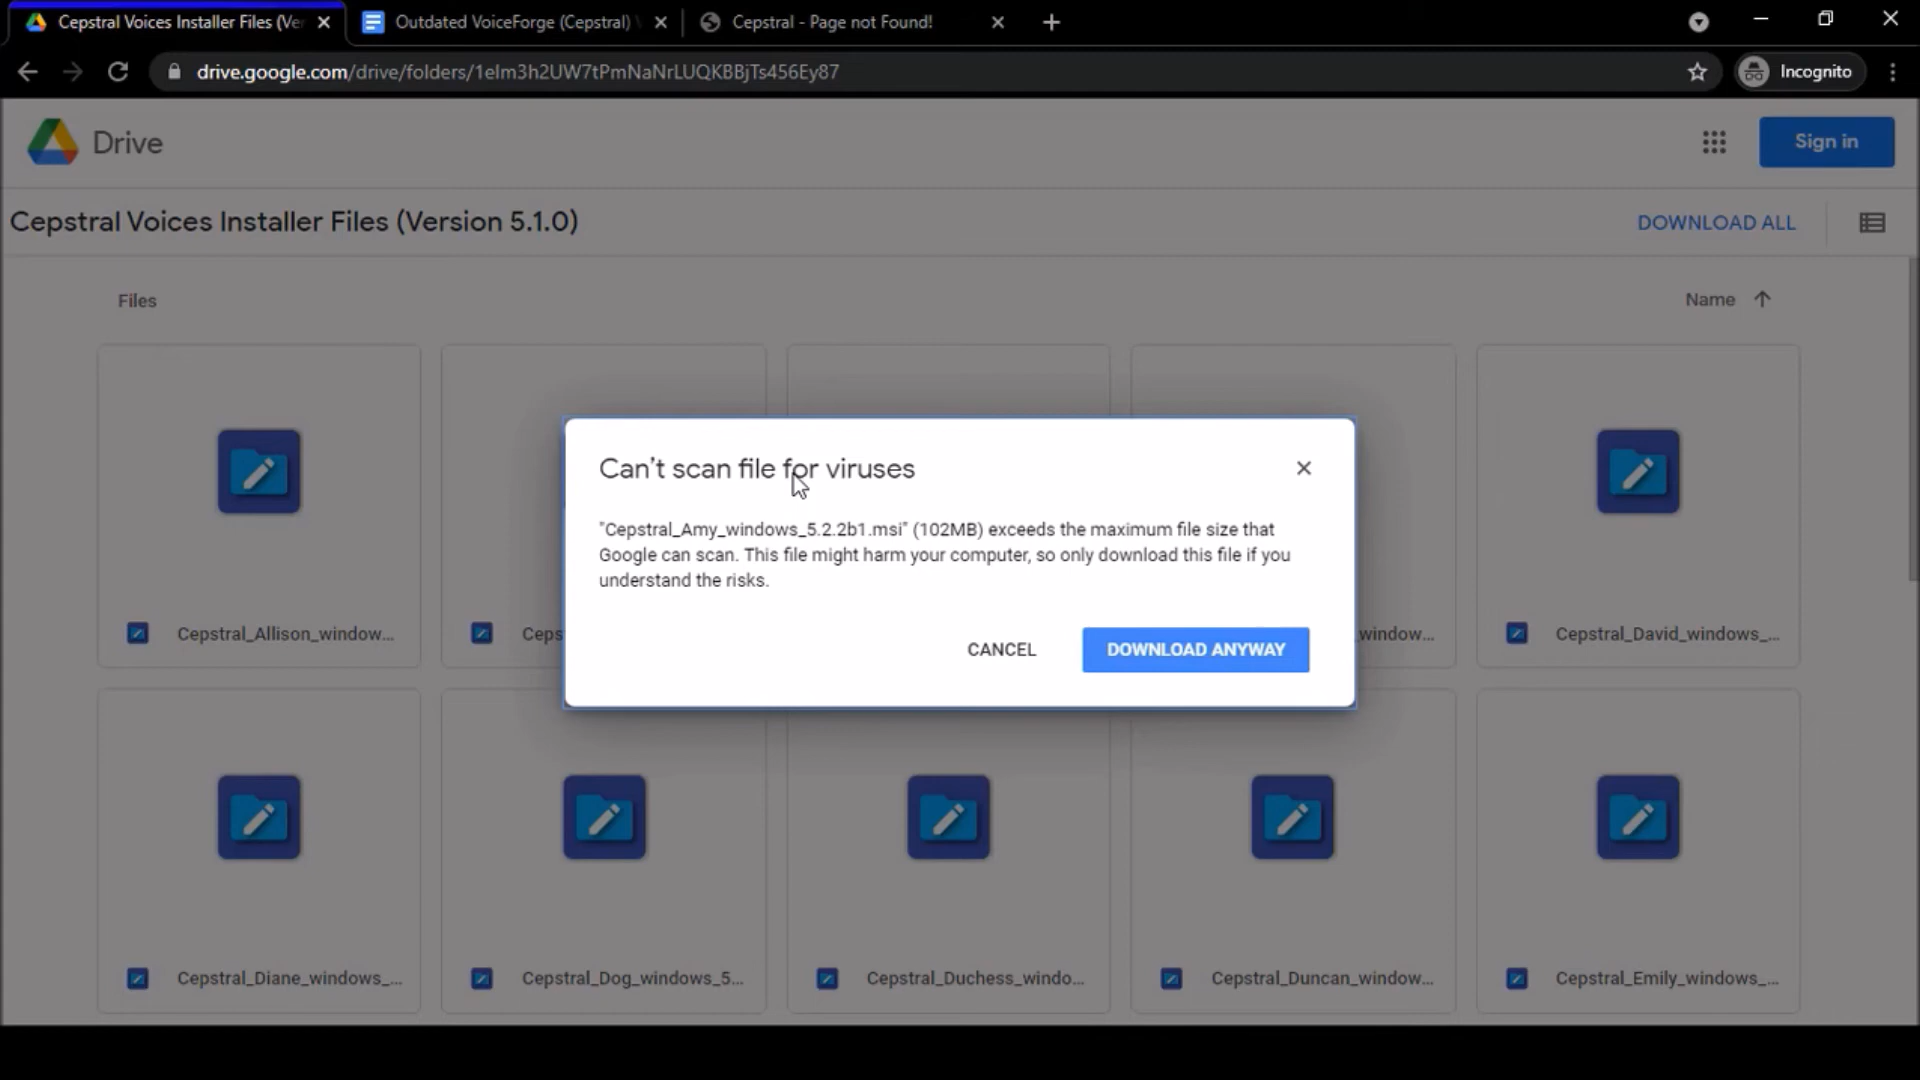 Cepstral Voices Installer Files (Ver
Outdated VoiceForge (Cepstral)
Cepstral - Page not Found!
drive.google.com/drive/folders/1elm3h2UW7tPmNaNrLUQKBBjTs456Ey87
Incognito
Drive
Sign in
Cepstral Voices Installer Files (Version 5.1.0)
DOWNLOAD ALL
Files
Name
Can't scan file for viruses
"Cepstral_Amy_windows_5.2.2b1.msi" (102MB) exceeds the maximum file size that
Google can scan. This file might harm your computer, so only download this file if you
understand the risks.
CANCEL
DOWNLOAD ANYWAY
Cepstral_Allison_window...
Ceps
window...
Cepstral_David_windows_...
Cepstral_Diane_windows_...
Cepstral_Dog_windows_5...
Cepstral_Duchess_windo...
Cepstral_Duncan_window...
Cepstral_Emily_windows_...